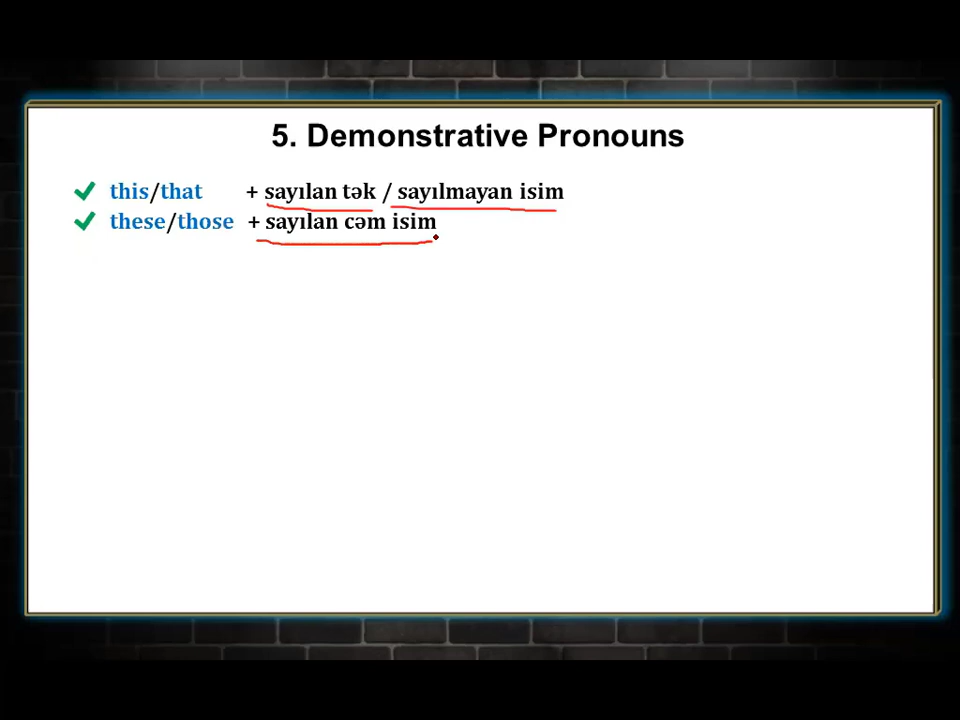 5. Demonstrative Pronouns
this/that + sayılan tək / sayılmayan isim
these/those + sayılan cəm isim